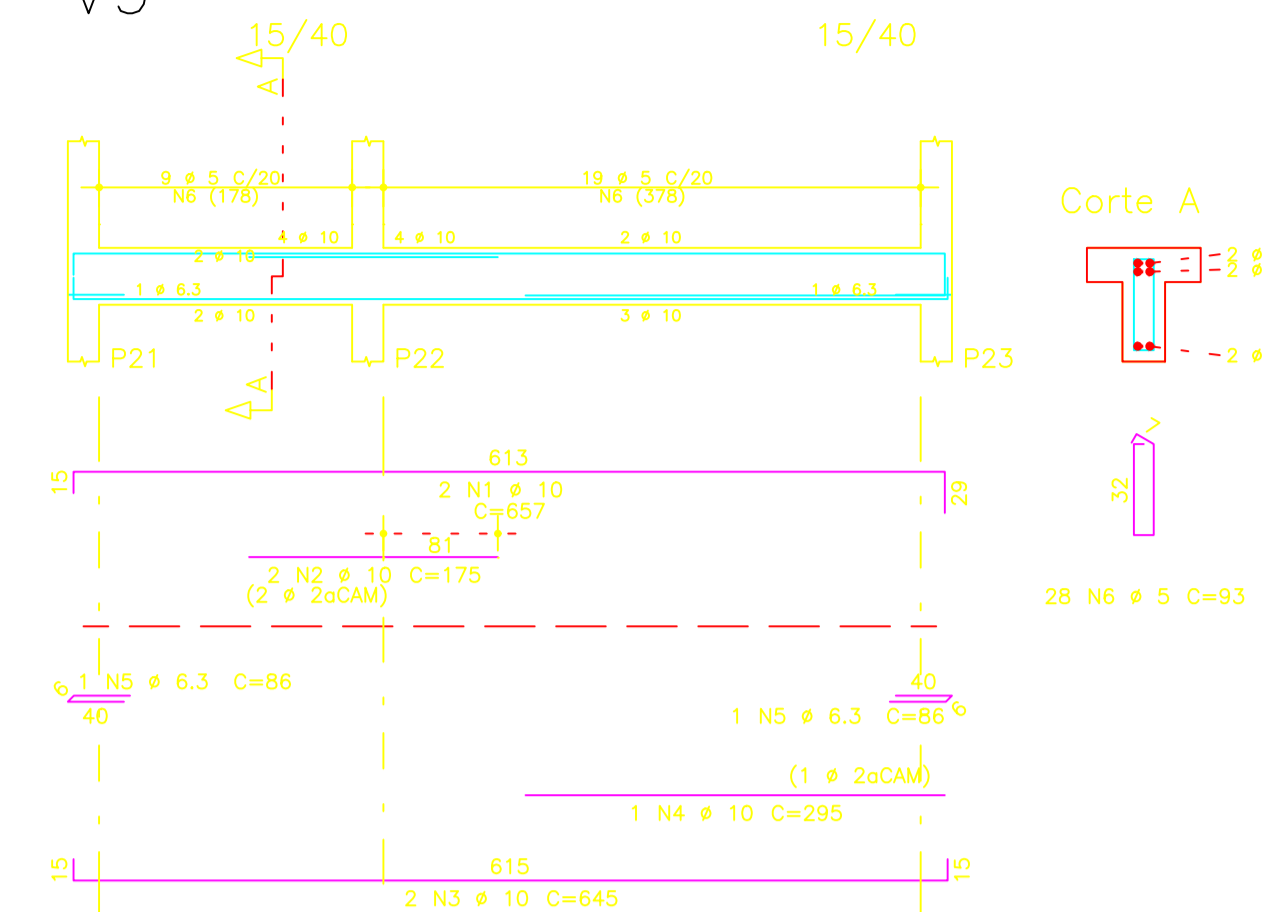 15/40
15/40
A
9 ø 5 C/20
N6 (178)
19 ø 5 C/20
N6 (378)
Corte A
4 ø 10
4 ø 10
2 ø 10
2 ø 10
2 ø
2 ø
1 ø 6.3
1 ø 6.3
2 ø 10
3 ø 10
P21
P22
P23
2 ø
A
613
15
2 N1 ø 10
C=657
29
7
32
81
2 N2 ø 10 C=175
(2 ø 2aCAM)
28 N6 ø 5 C=93
6
1 N5 ø 6.3 C=86
40
40
1 N5 ø 6.3 C=86
6
(1 ø 2aCAM)
1 N4 ø 10 C=295
15
615
15
2 N3 ø 10 C=645